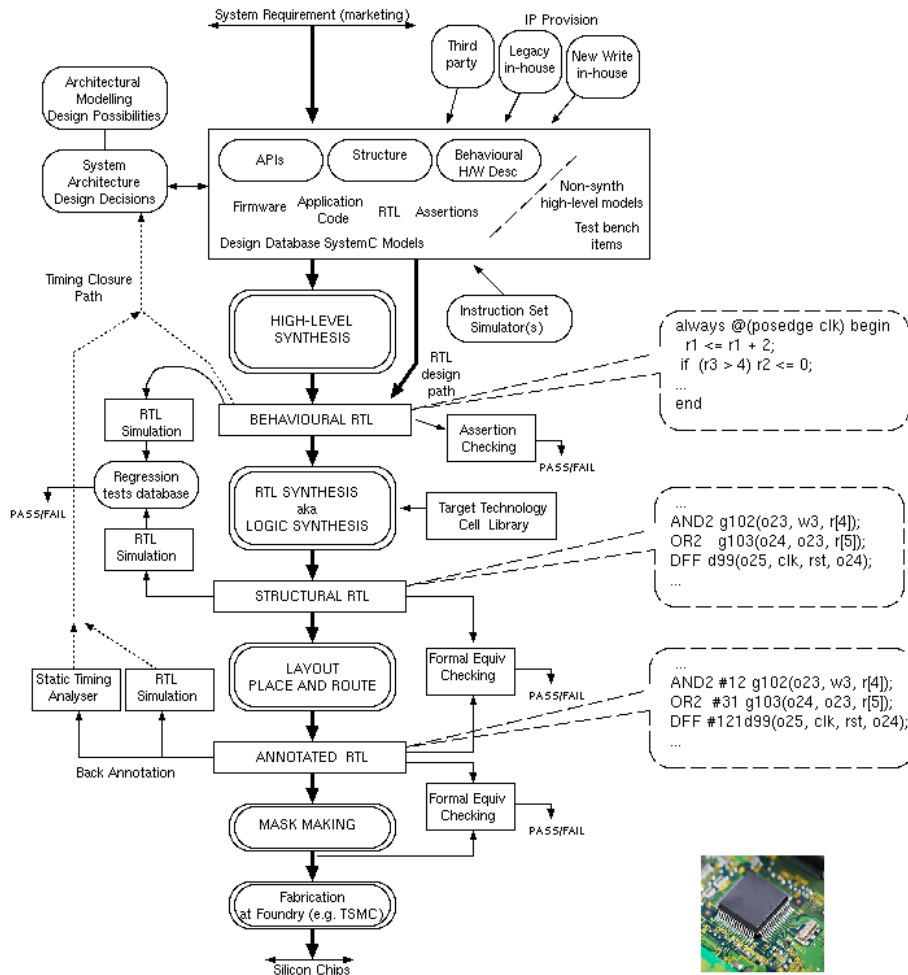 System Requirement (marketing)
IP Provision
Third
party
Legacy
in-house
New Write
in-house
Architectural
Modelling
Design Possibilities
System
Architecture
Design Decisions
APIs
Structure
Behavioural
H/W Desc
Non-synth
high-level models
Firmware
Application
Code
RTL
Assertions
Test bench
items
Design Database SystemC Models
Timing Closure
Path
HIGH-LEVEL
SYNTHESIS
Instruction Set
Simulator(s)
RTL
design
path
always @(posedge clk) begin
r1 <= r1 + 2;
if (r3 > 4) r2 <= 0;
...
end
RTL
Simulation
BEHAVIOURAL RTL
Assertion
Checking
PASS/FAIL
Regression
tests database
PASS/FAIL
RTL SYNTHESIS
aka
LOGIC SYNTHESIS
Target Technology
Cell Library
RTL
Simulation
...
AND2 g102(o23, w3, r[4]);
OR2 g103(o24, o23, r[5]);
DFF d99(o25, clk, rst, o24);
...
STRUCTURAL RTL
LAYOUT
PLACE AND ROUTE
Formal Equiv
Checking
PASS/FAIL
Static Timing
Analyser
RTL
Simulation
...
AND2 #12 g102(o23, w3, r[4]);
OR2 #31 g103(o24, o23, r[5]);
DFF #121d99(o25, clk, rst, o24);
...
ANNOTATED RTL
Back Annotation
MASK MAKING
Formal Equiv
Checking
PASS/FAIL
Fabrication
at Foundry (e.g. TSMC)
Silicon Chips